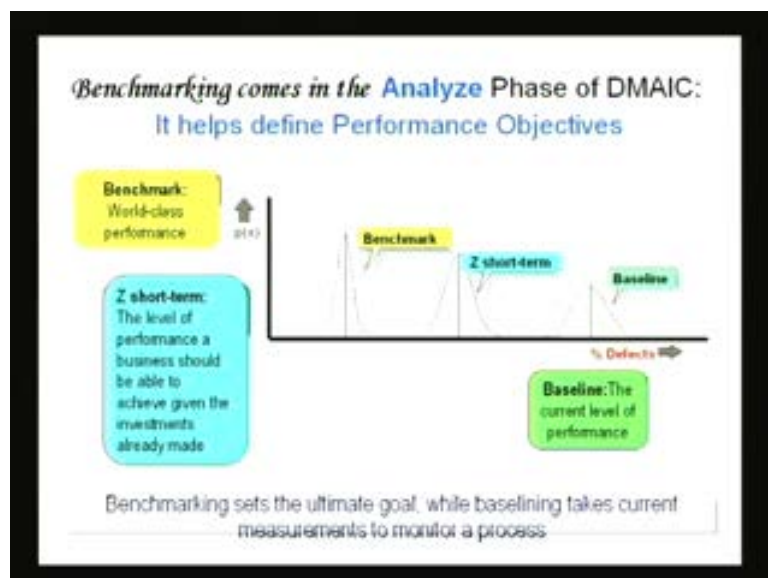 Benchmarking comes in the Analyze Phase of DMAIC:
It helps define Performance Objectives
Benchmark:
World-class
performance
p(x)
Benchmark
Z short-term
Baseline
Z short-term:
The level of
performance a
business should
be able to
achieve given the
investments
already made
% Defects
Baseline:The
current level of
performance
Benchmarking sets the ultimate goal, while baselining takes current
measurements to monitor a process